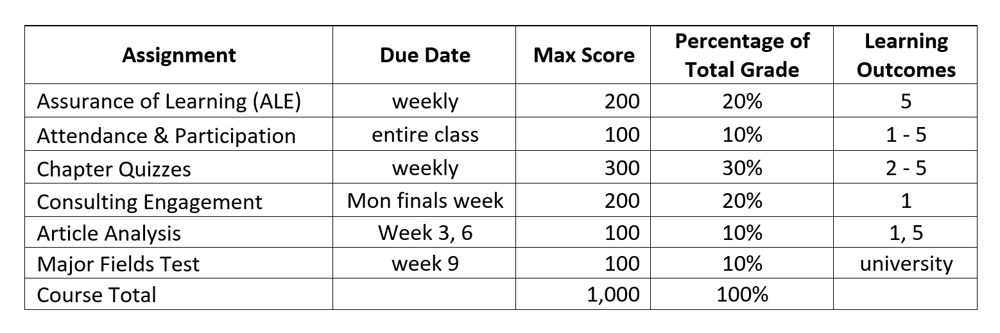 Assignment Due Date Max Score Percentage of Total Grade Learning Outcomes
Assurance of Learning (ALE) weekly 200 20% 5
Attendance & Participation entire class 100 10% 1 - 5
Chapter Quizzes weekly 300 30% 2 - 5
Consulting Engagement Mon finals week 200 20% 1
Article Analysis Week 3, 6 100 10% 1, 5
Major Fields Test week 9 100 10% university
Course Total 1,000 100%